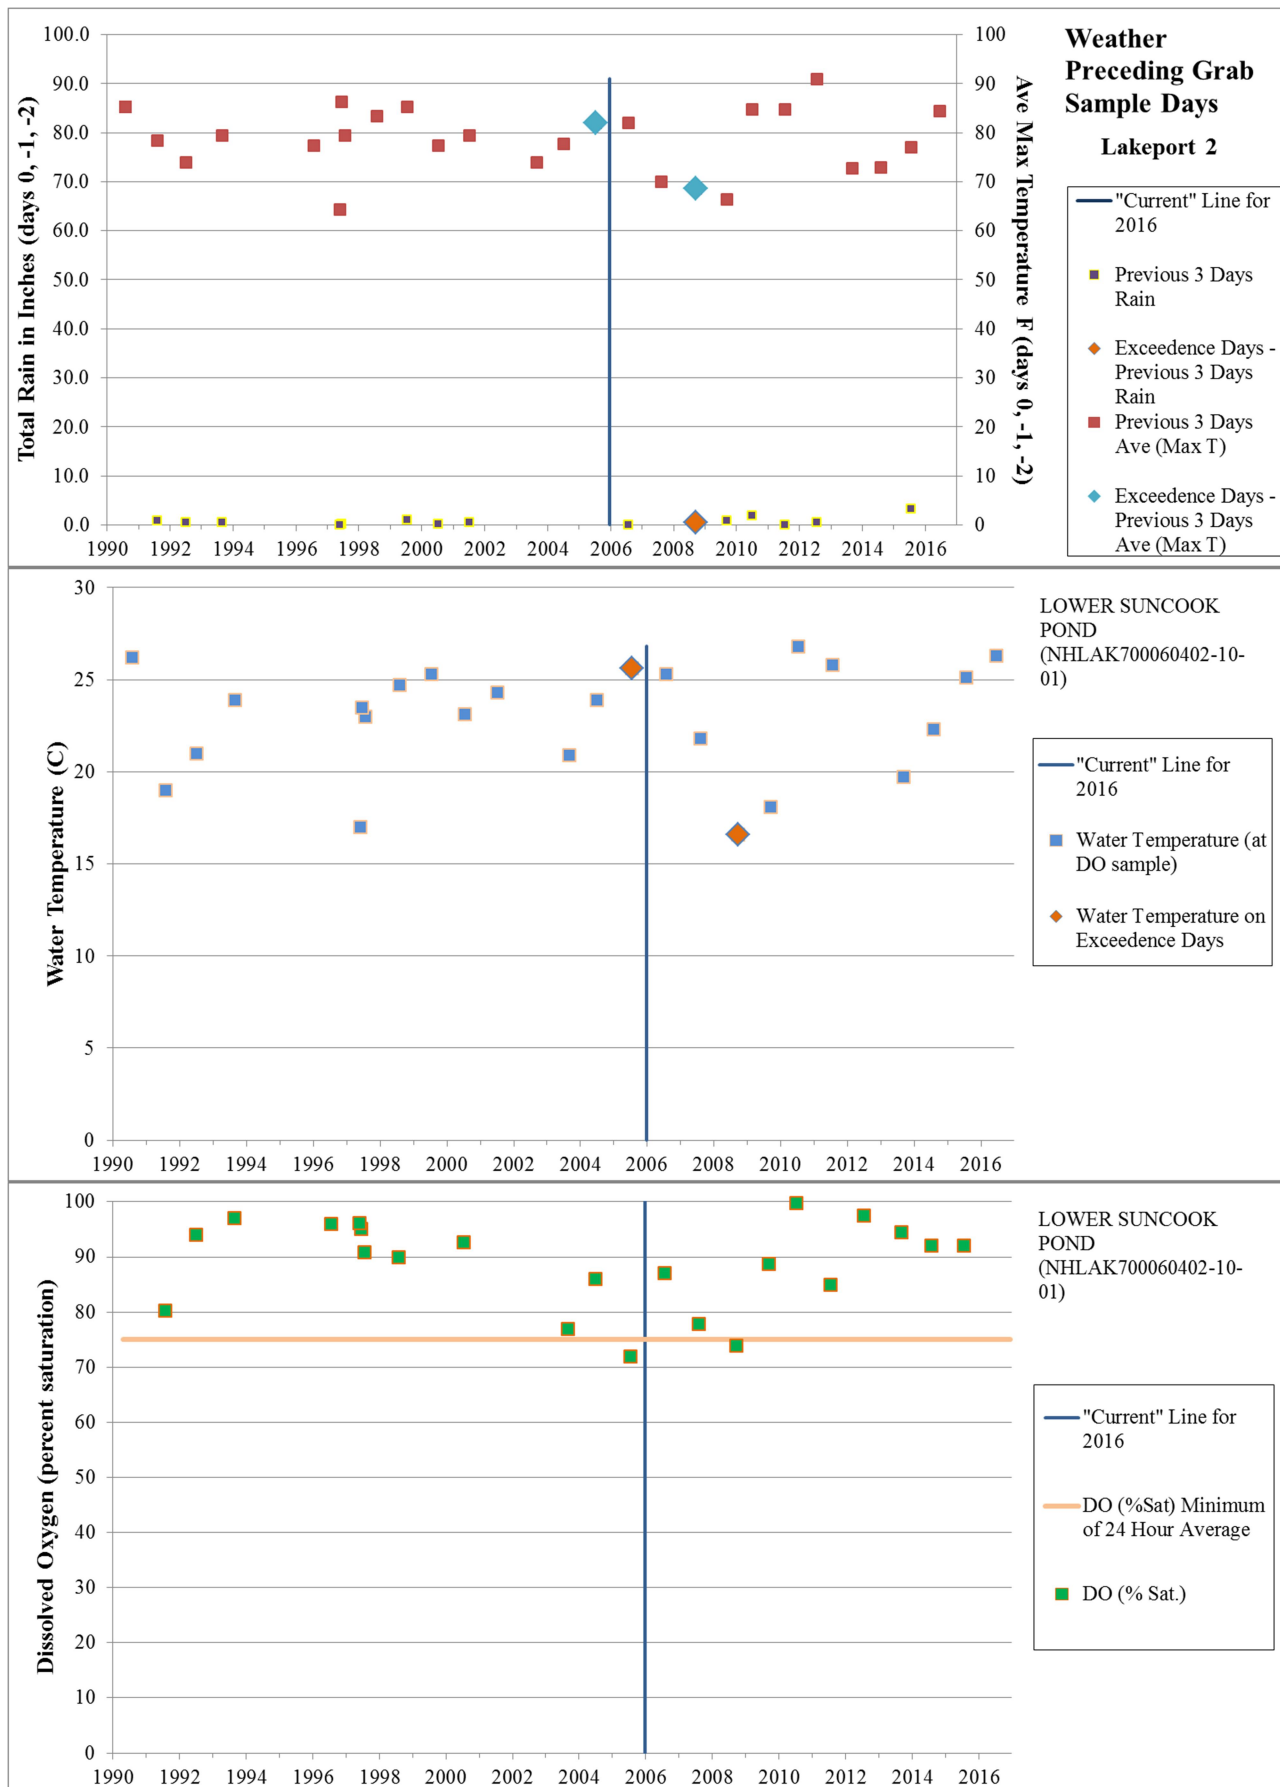 Weather
Preceding Grab
Sample Days
Lakeport 2
Total Rain in Inches (days 0, -1, -2)
100.0
90.0
80.0
70.0
60.0
50.0
40.0
30.0
20.0
10.0
0.0
1990 1992 1994 1996 1998 2000 2002 2004 2006 2008 2010 2012 2014 2016
100
90
80
70
60
50
40
30
20
10
0
Ave Max Temperature F (days 0, -1, -2)
"Current" Line for
2016
Previous 3 Days
Rain
Exceedence Days -
Previous 3 Days
Rain
Previous 3 Days
Ave (Max T)
Exceedence Days -
Previous 3 Days
Ave (Max T)
Water Temperature (C)
30
25
20
15
10
5
0
1990 1992 1994 1996 1998 2000 2002 2004 2006 2008 2010 2012 2014 2016
LOWER SUNCOOK
POND
(NHLAK700060402-10-
01)
"Current" Line for
2016
Water Temperature (at
DO sample)
Water Temperature on
Exceedence Days
Dissolved Oxygen (percent saturation)
100
90
80
70
60
50
40
30
20
10
0
1990 1992 1994 1996 1998 2000 2002 2004 2006 2008 2010 2012 2014 2016
LOWER SUNCOOK
POND
(NHLAK700060402-10-
01)
"Current" Line for
2016
DO (%Sat) Minimum
of 24 Hour Average
DO (% Sat.)